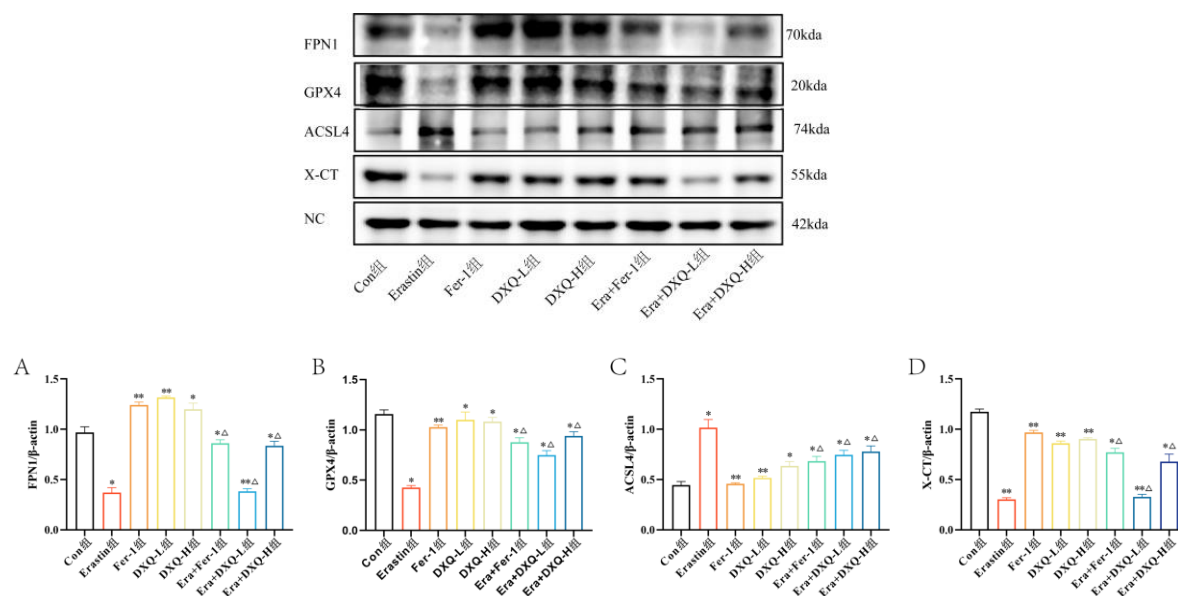 FPN1
70kda
GPX4
20kda
ACSL4
74kda
X-CT
55kda
NC
42kda
Con组
Erastin组
Fer-1组
DXQ-L组
DXQ-H组
Era+Fer-1组
Era+DXQ-L组
Era+DXQ-H组
A
FPN1/β-actin
1.5
1.0
0.5
0.0
*
**
**
*
*△
**△
*△
Con组
Erastin组
Fer-1组
DXQ-L组
DXQ-H组
Era+Fer-1组
Era+DXQ-L组
Era+DXQ-H组
B
GPX4/β-actin
1.5
1.0
0.5
0.0
*
**
*
*
*△
*△
*△
Con组
Erastin组
Fer-1组
DXQ-L组
DXQ-H组
Era+Fer-1组
Era+DXQ-L组
Era+DXQ-H组
C
ACSL4/β-actin
1.5
1.0
0.5
0.0
*
**
**
*
*△
*△
*△
Con组
Erastin组
Fer-1组
DXQ-L组
DXQ-H组
Era+Fer-1组
Era+DXQ-L组
Era+DXQ-H组
D
X-CT/β-actin
1.5
1.0
0.5
0.0
**
**
**
**
*△
**△
*△
Con组
Erastin组
Fer-1组
DXQ-L组
DXQ-H组
Era+Fer-1组
Era+DXQ-L组
Era+DXQ-H组